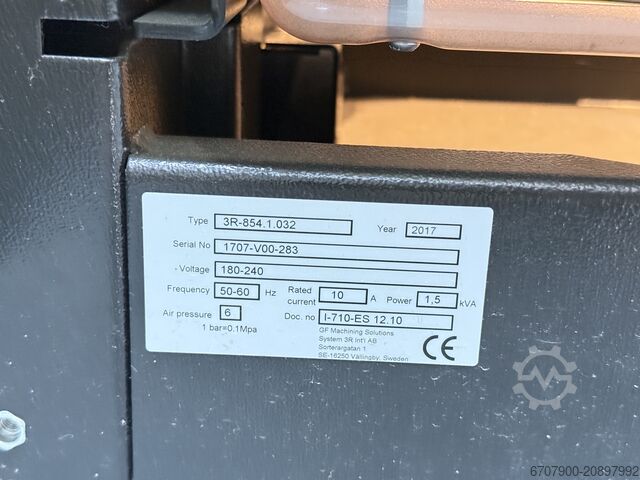 Type 3R-854.1.032 Year 2017
Serial No 1707-V00-283
- Voltage 180-240
Frequency 50-60 Hz Rated current 10 A Power 1,5 kVA
Air pressure 6 Doc. no I-710-ES 12.10
1 bar=0.1Mpa
GF Machining Solutions
System 3R Int'l AB
Sorterargatan 1
SE-16250 Vällingby, Sweden
CE
6707900-20897992